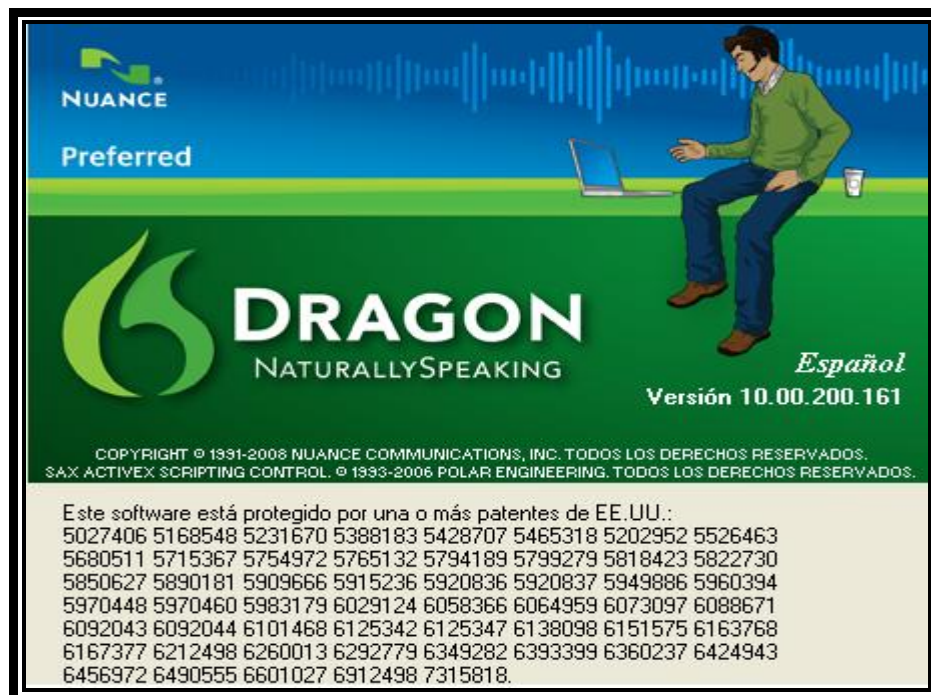 NUANCE
Preferred
DRAGON
NATURALLYSPEAKING
Español
Versión 10.00.200.161
COPYRIGHT © 1991-2008 NUANCE COMMUNICATIONS, INC. TODOS LOS DERECHOS RESERVADOS.
SAX ACTIVEX SCRIPTING CONTROL. © 1993-2006 POLAR ENGINEERING. TODOS LOS DERECHOS RESERVADOS.
Este software está protegido por una o más patentes de EE.UU.:
5027406 5168548 5231670 5388183 5428707 5465318 5202952 5526463
5680511 5715367 5754972 5765132 5794189 5799279 5818423 5822730
5850627 5890181 5909666 5915236 5920836 5920837 5949886 5960394
5970448 5970460 5983179 6029124 6058366 6064959 6073097 6088671
6092043 6092044 6101468 6125342 6125347 6138098 6151575 6163768
6167377 6212498 6260013 6292779 6349282 6393399 6360237 6424943
6456972 6490555 6601027 6912498 7315818.